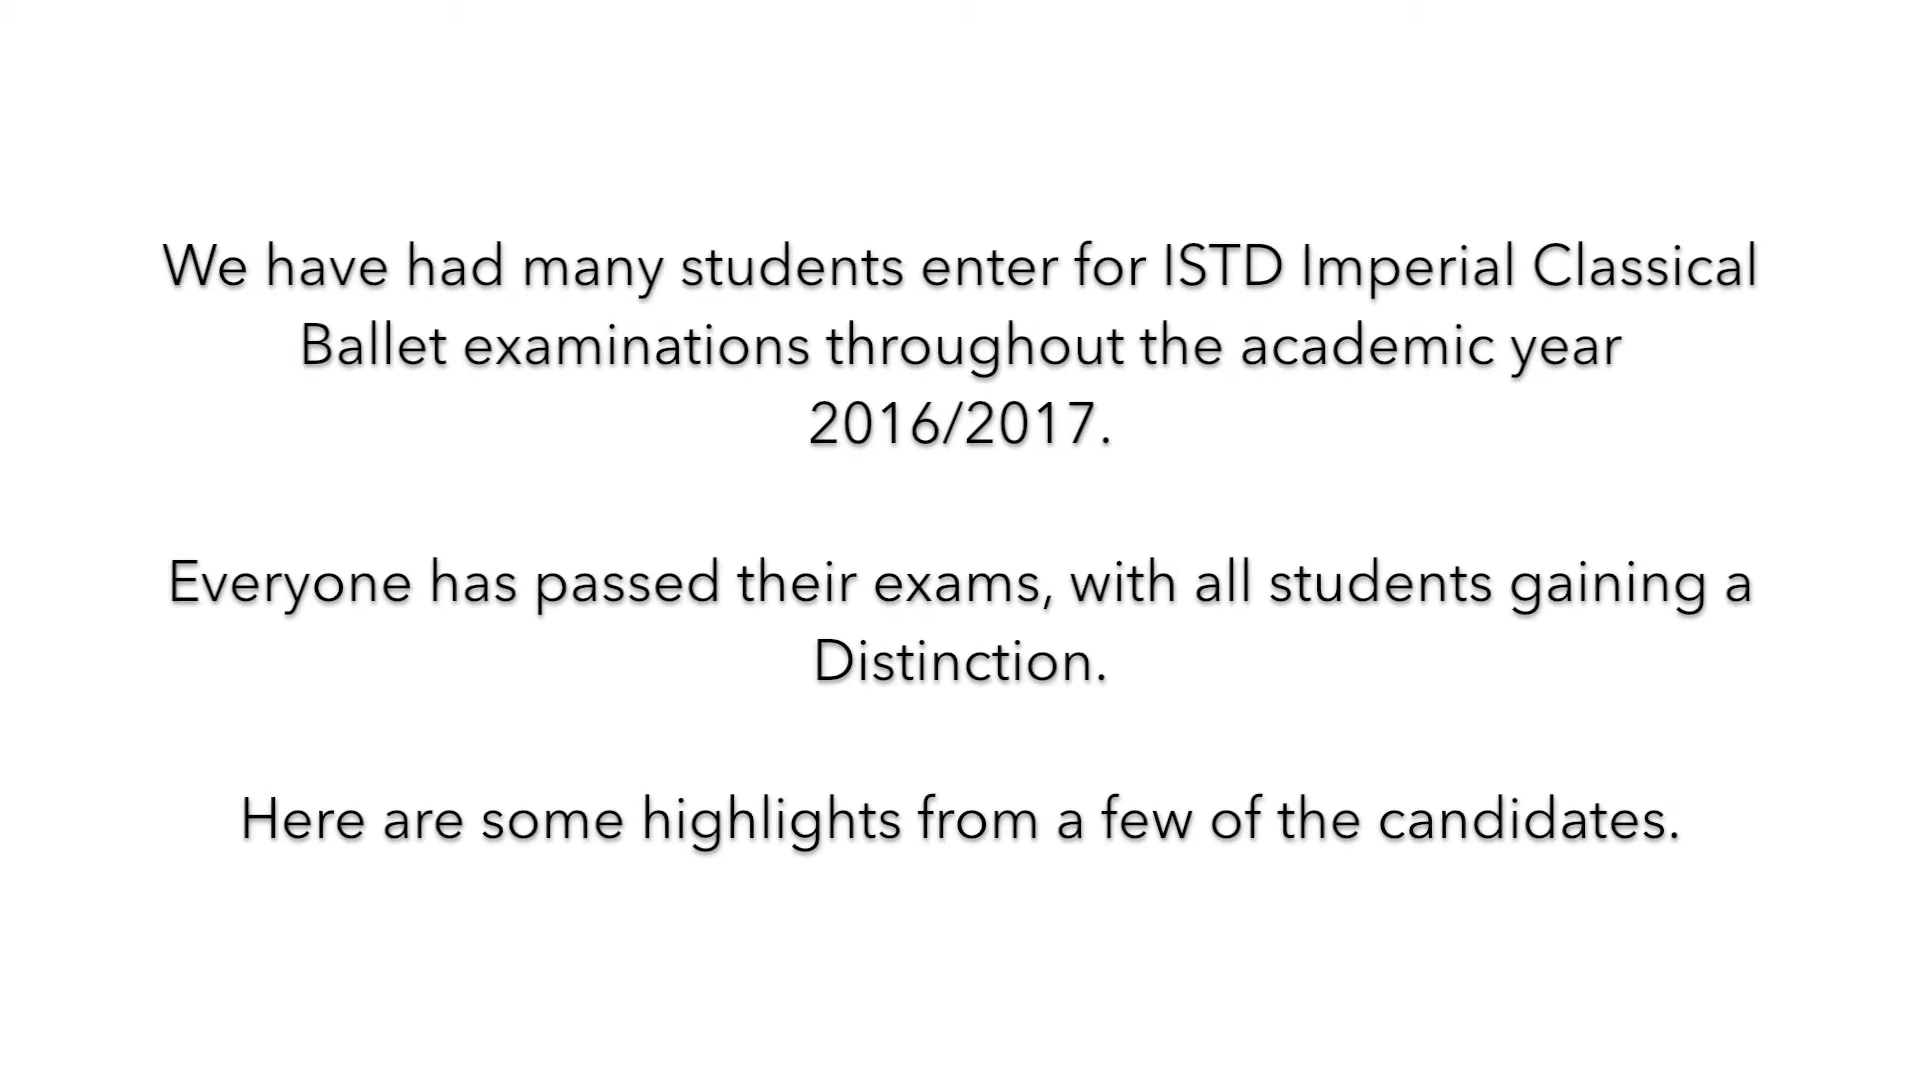 We have had many students enter for ISTD Imperial Classical
Ballet examinations throughout the academic year
2016/2017.
Everyone has passed their exams, with all students gaining a
Distinction.
Here are some highlights from a few of the candidates.